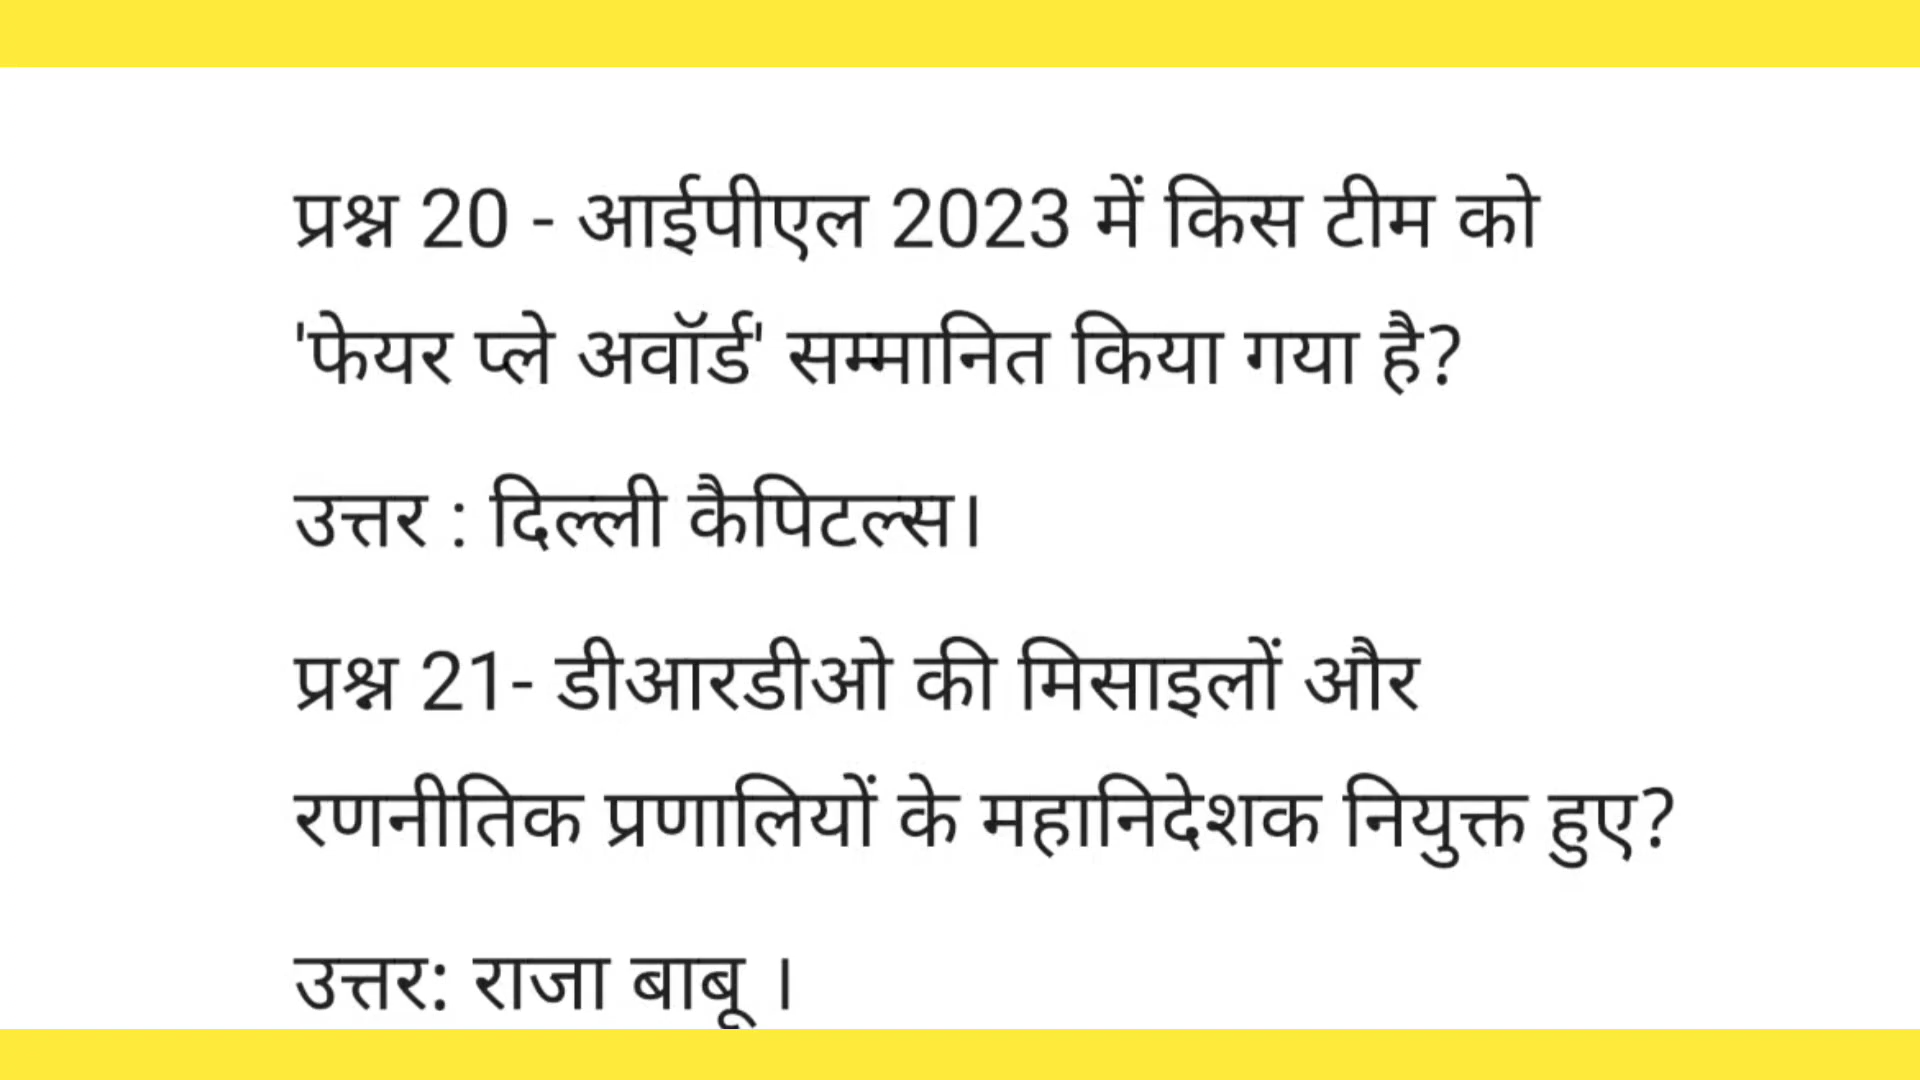 प्रश्न 20 - आईपीएल 2023 में किस टीम को
'फेयर प्ले अवॉर्ड' सम्मानित किया गया है?
उत्तर : दिल्ली कैपिटल्स।
प्रश्न 21- डीआरडीओ की मिसाइलों और
रणनीतिक प्रणालियों के महानिदेशक नियुक्त हुए?
उत्तर: राजा बाबू ।